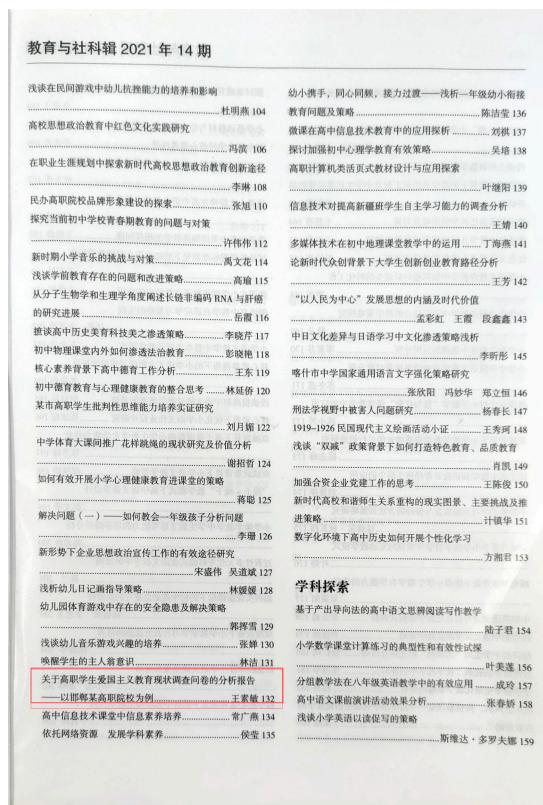 教育与社科辑 2021 年 14 期
浅谈在民间游戏中幼儿抗挫能力的培养和影响
杜明燕 104
高校思想政治教育中红色文化实践研究
冯滨 106
在职业生涯规划中探索新时代高校思想政治教育创新途径
李琳 108
民办高职院校品牌形象建设的探索 张旭 110
探究当前初中学校青春期教育的问题与对策
许伟伟 112
新时期小学音乐的挑战与对策 禹文花 114
浅谈学前教育存在的问题和改进策略 高瑜 115
从分子生物学和生理学角度阐述长链非编码 RNA 与肝癌
的研究进展 岳霞 116
摭谈高中历史美育科技美之渗透策略 李晓芹 117
初中物理课堂内外如何渗透法治教育 彭晓艳 118
核心素养背景下高中德育工作分析 王东 119
初中德育教育与心理健康教育的整合思考 林延侨 120
某市高职学生批判性思维能力培养实证研究
刘月媚 122
中学体育大课间推广花样跳绳的现状研究及价值分析
谢招哲 124
如何有效开展小学心理健康教育进课堂的策略
蒋聪 125
解决问题（一）——如何教会一年级孩子分析问题
李珊 126
新形势下企业思想政治宣传工作的有效途径研究
宋盛伟 吴道斌 127
浅析幼儿日记画指导策略 林媛媛 128
幼儿园体育游戏中存在的安全隐患及解决策略
郭挥雪 129
浅谈幼儿音乐游戏兴趣的培养 张婵 130
唤醒学生的主人翁意识 林洁 131
关于高职学生爱国主义教育现状调查问卷的分析报告
——以邯郸某高职院校为例 王素敏 132
高中信息技术课堂中信息素养培养 常广燕 134
依托网络资源 发展学科素养 侯莹 135
幼小携手，同心同频，接力过渡——浅析一年级幼小衔接
教育问题及策略 陈洁莹 136
微课在高中信息技术教育中的应用探析 刘祺 137
探讨加强初中心理学教育有效策略 吴培 138
高职计算机类活页式教材设计与应用探索
叶继阳 139
信息技术对提高新疆班学生自主学习能力的调查分析
王婧 140
多媒体技术在初中地理课堂教学中的运用 丁海燕 141
论新时代众创背景下大学生创新创业教育路径分析
王芳 142
“以人民为中心”发展思想的内涵及时代价值
孟彩虹 王霞 段鑫鑫 143
中日文化差异与日语学习中文化渗透策略浅析
李昕彤 145
喀什市中学国家通用语言文字强化策略研究
张欣阳 冯妙华 郑立恒 146
刑法学视野中被害人问题研究 杨春长 147
1919-1926 民国现代主义绘画活动小证 王秀珂 148
浅谈“双减”政策背景下如何打造特色教育、品质教育
肖凯 149
加强合资企业党建工作的思考 王陈俊 150
新时代高校和谐师生关系重构的现实图景、主要挑战及推
进策略 计镇华 151
数字化环境下高中历史如何开展个性化学习
方湘君 153
学科探索
基于产出导向法的高中语文思辨阅读写作教学
陆子君 154
小学数学课堂计算练习的典型性和有效性试探
叶美莲 156
分组教学法在八年级英语教学中的有效应用 成玲 157
高中语文课前演讲活动效果分析 张春娇 158
浅谈小学英语以读促写的策略
斯维达·多罗夫娜 159